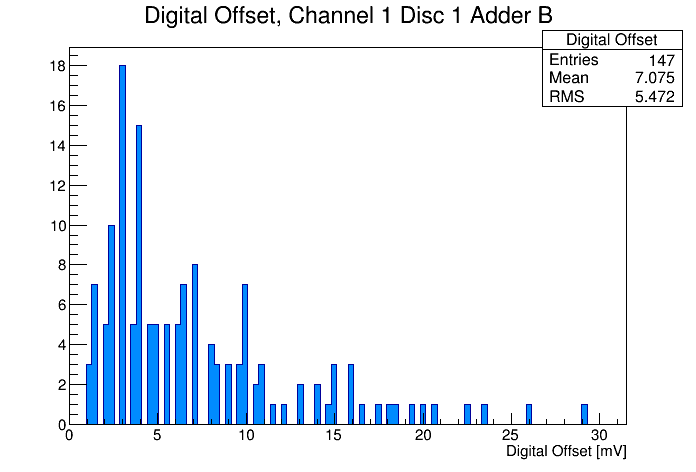 Digital Offset, Channel 1 Disc 1 Adder B
Digital Offset
Entries 147
Mean 7.075
RMS 5.472
18
16
14
12
10
8
6
4
2
0
0 5 10 15 20 25 30
Digital Offset [mV]